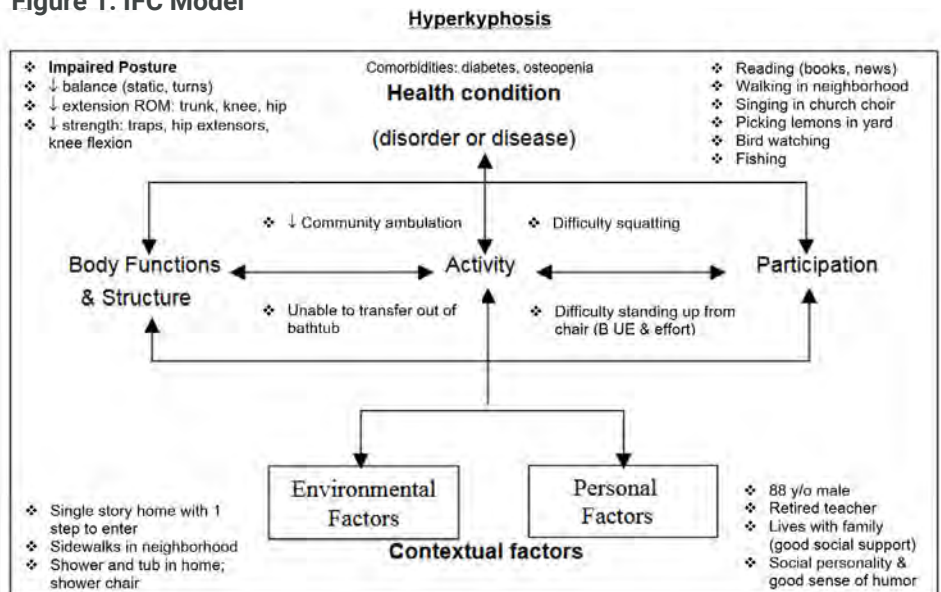 Figure 1. IFC Model
Hyperkyphosis
❖ Impaired Posture
❖ ↓ balance (static, turns)
❖ ↓ extension ROM: trunk, knee, hip
❖ ↓ strength: traps, hip extensors,
knee flexion
Comorbidities: diabetes, osteopenia
Health condition
(disorder or disease)
❖ Reading (books, news)
❖ Walking in neighborhood
❖ Singing in church choir
❖ Picking lemons in yard
❖ Bird watching
❖ Fishing
❖ ↓ Community ambulation
❖ Difficulty squatting
Body Functions
& Structure
Activity
Participation
❖ Unable to transfer out of
bathtub
❖ Difficulty standing up from
chair (B UE & effort)
Environmental
Factors
Personal
Factors
Contextual factors
❖ Single story home with 1
step to enter
❖ Sidewalks in neighborhood
❖ Shower and tub in home;
shower chair
❖ 88 y/o male
❖ Retired teacher
❖ Lives with family
(good social support)
❖ Social personality &
good sense of humor